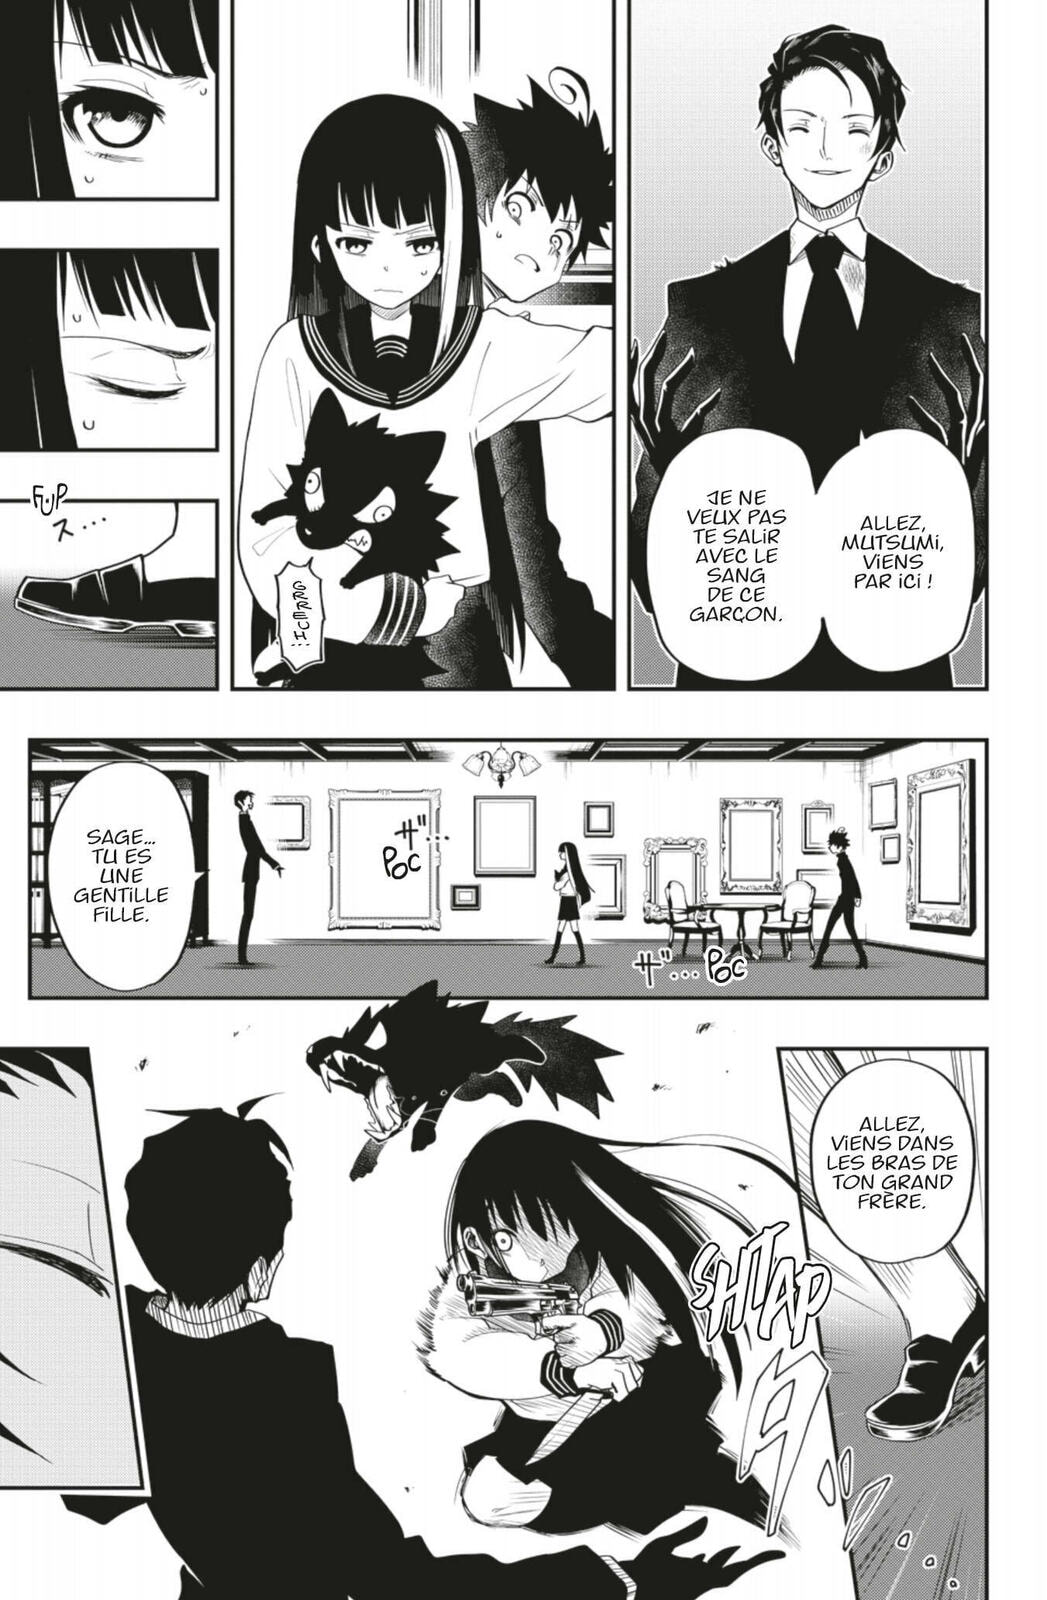 ALLEZ,
MUTSUMI,
VIENS
PAR ICI !
JE NE
VEUX PAS
TE SALIR
AVEC LE
SANG
DE CE
GARÇON.
GRREUH...
FUP
ス...
SAGE...
TU ES
UNE
GENTILLE
FILLE.
ザ...
POC
ザ...
POC
ALLEZ,
VIENS DANS
LES BRAS DE
TON GRAND
FRÈRE.
SHTAP